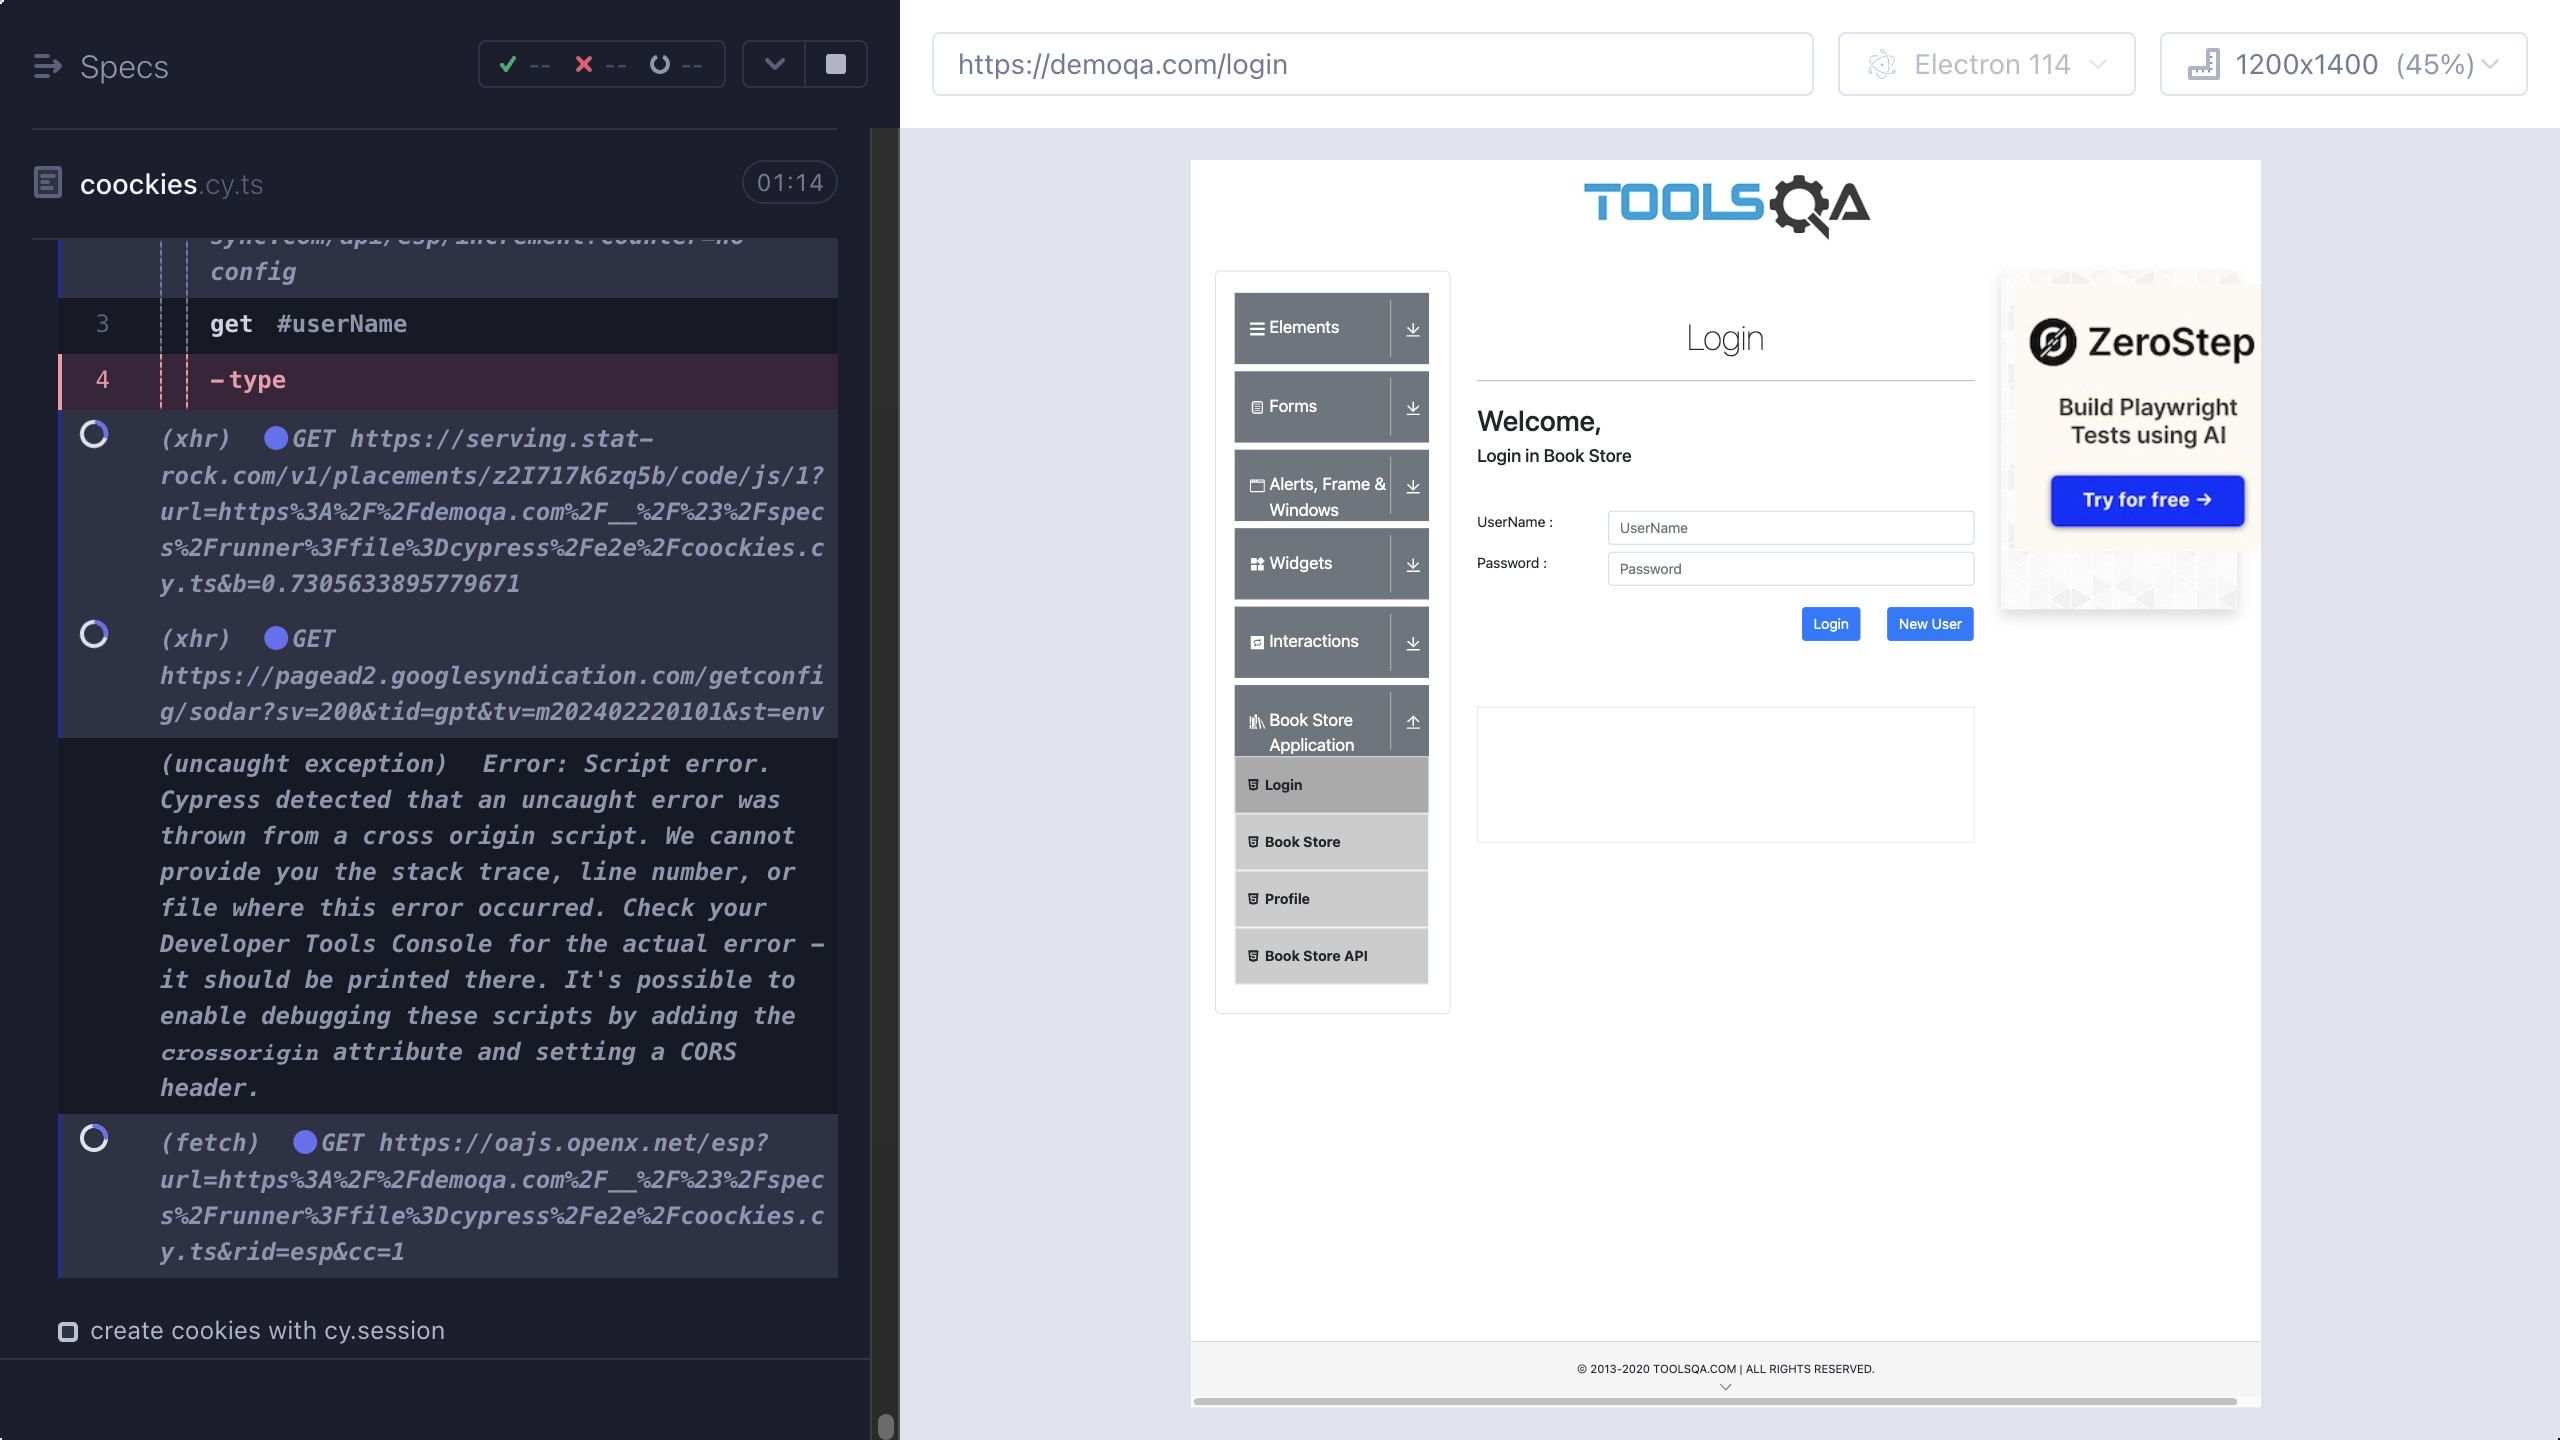 Specs
-- -- --
https://demoqa.com/login
Electron 114
1200x1400 (45%)
coockies.cy.ts
01:14
sync.com/api/esp/increment?counter=no
config
3 get #userName
4 -type
(xhr) GET https://serving.stat-
rock.com/v1/placements/z2I717k6zq5b/code/js/1?
url=https%3A%2F%2Fdemoqa.com%2F__%2F%23%2Fspec
s%2Frunner%3Ffile%3Dcypress%2Fe2e%2Fcoockies.c
y.ts&b=0.7305633895779671
(xhr) GET
https://pagead2.googlesyndication.com/getconfi
g/sodar?sv=200&tid=gpt&tv=m202402220101&st=env
(uncaught exception) Error: Script error.
Cypress detected that an uncaught error was
thrown from a cross origin script. We cannot
provide you the stack trace, line number, or
file where this error occurred. Check your
Developer Tools Console for the actual error -
it should be printed there. It's possible to
enable debugging these scripts by adding the
crossorigin attribute and setting a CORS
header.
(fetch) GET https://oajs.openx.net/esp?
url=https%3A%2F%2Fdemoqa.com%2F__%2F%23%2Fspec
s%2Frunner%3Ffile%3Dcypress%2Fe2e%2Fcoockies.c
y.ts&rid=esp&cc=1
create cookies with cy.session
TOOLSQA
Elements
Forms
Alerts, Frame &
Windows
Widgets
Interactions
Book Store
Application
Login
Book Store
Profile
Book Store API
Login
Welcome,
Login in Book Store
UserName :
UserName
Password :
Password
Login
New User
ZeroStep
Build Playwright
Tests using AI
Try for free →
© 2013-2020 TOOLSQA.COM | ALL RIGHTS RESERVED.